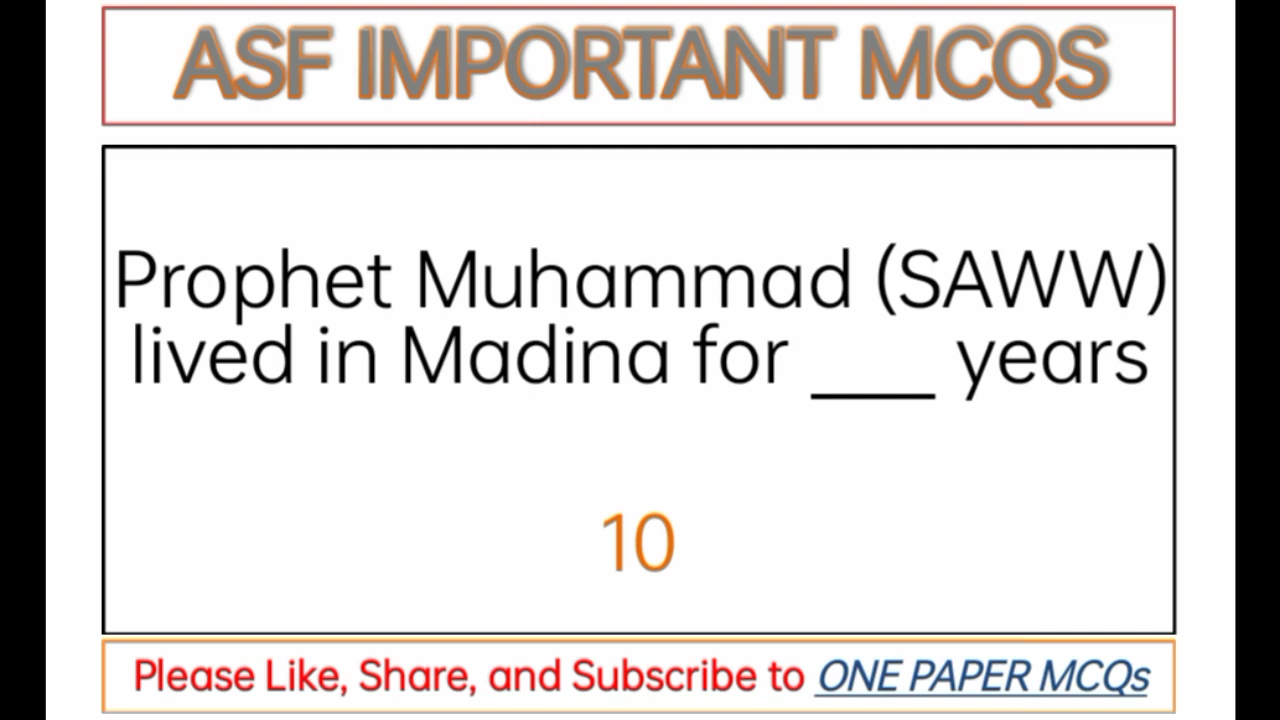 ASF IMPORTANT MCQS
Prophet Muhammad (SAWW)
lived in Madina for ___ years
10
Please Like, Share, and Subscribe to ONE PAPER MCQs